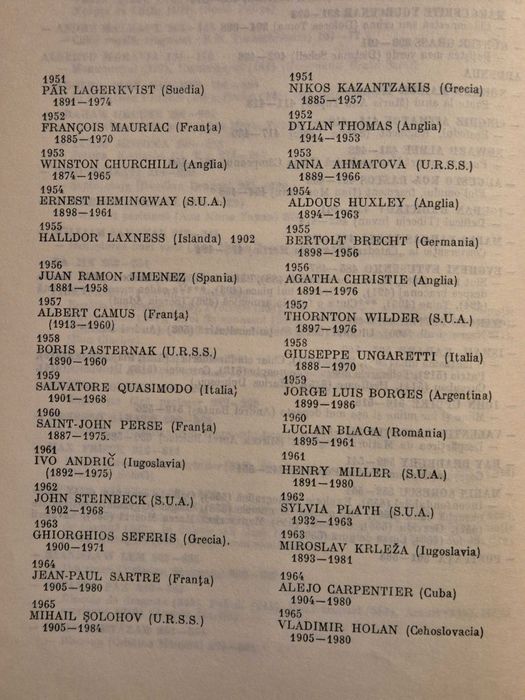 1951
PÄR LAGERKVIST (Suedia)
1891—1974
1952
FRANÇOIS MAURIAC (Franța)
1885—1970
1953
WINSTON CHURCHILL (Anglia)
1874—1965
1954
ERNEST HEMINGWAY (S.U.A.)
1898—1961
1955
HALLDOR LAXNESS (Islanda) 1902
1956
JUAN RAMON JIMENEZ (Spania)
1881—1958
1957
ALBERT CAMUS (Franța)
(1913—1960)
1958
BORIS PASTERNAK (U.R.S.S.)
1890—1960
1959
SALVATORE QUASIMODO (Italia)
1901—1968
1960
SAINT-JOHN PERSE (Franța)
1887—1975.
1961
IVO ANDRIČ (Iugoslavia)
(1892—1975)
1962
JOHN STEINBECK (S.U.A.)
1902—1968
1963
GHIORGHIOS SEFERIS (Grecia).
1900—1971
1964
JEAN-PAUL SARTRE (Franța)
1905—1980
1965
MIHAIL ȘOLOHOV (U.R.S.S.)
1905—1984
1951
NIKOS KAZANTZAKIS (Grecia)
1885—1957
1952
DYLAN THOMAS (Anglia)
1914—1953
1953
ANNA AHMATOVA (U.R.S.S.)
1889—1966
1954
ALDOUS HUXLEY (Anglia)
1894—1963
1955
BERTOLT BRECHT (Germania)
1898—1956
1956
AGATHA CHRISTIE (Anglia)
1891—1976
1957
THORNTON WILDER (S.U.A.)
1897—1976
1958
GIUSEPPE UNGARETTI (Italia)
1888—1970
1959
JORGE LUIS BORGES (Argentina)
1899—1986
1960
LUCIAN BLAGA (România)
1895—1961
1961
HENRY MILLER (S.U.A.)
1891—1980
1962
SYLVIA PLATH (S.U.A.)
1932—1963
1963
MIROSLAV KRLEŽA (Iugoslavia)
1893—1981
1964
ALEJO CARPENTIER (Cuba)
1904—1980
1965
VLADIMIR HOLAN (Cehoslovacia)
1905—1980